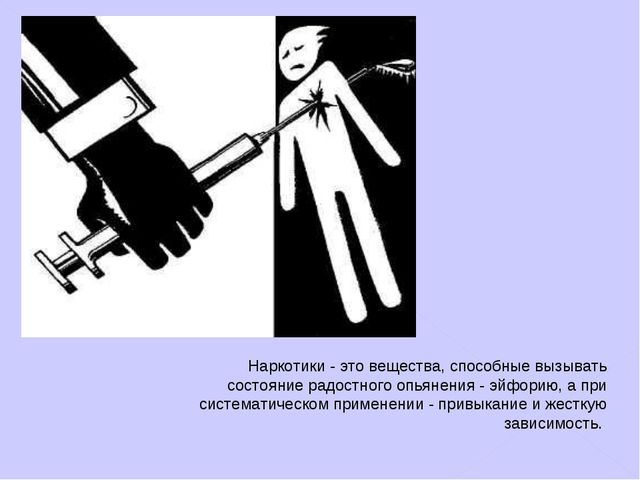 Наркотики - это вещества, способные вызывать
состояние радостного опьянения - эйфорию, а при
систематическом применении - привыкание и жесткую
зависимость.